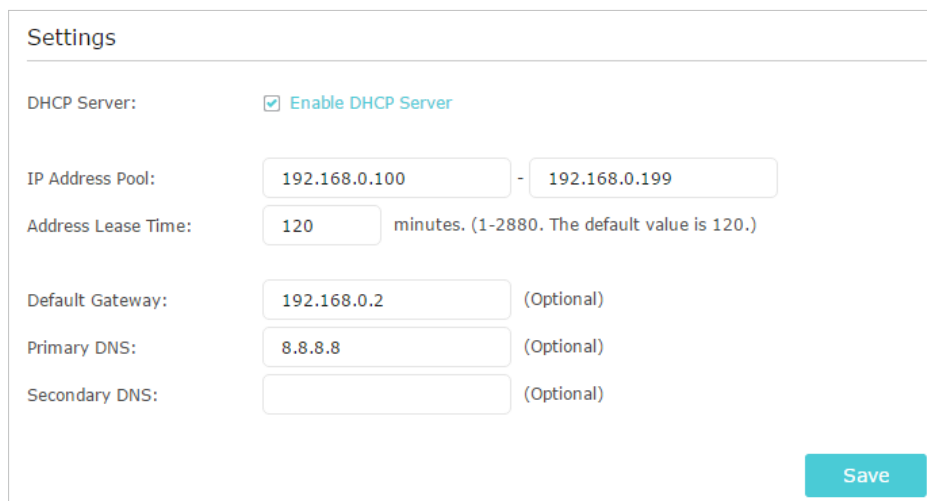 Settings
DHCP Server: Enable DHCP Server
IP Address Pool: 192.168.0.100 - 192.168.0.199
Address Lease Time: 120 minutes. (1-2880. The default value is 120.)
Default Gateway: 192.168.0.2 (Optional)
Primary DNS: 8.8.8.8 (Optional)
Secondary DNS: (Optional)
Save